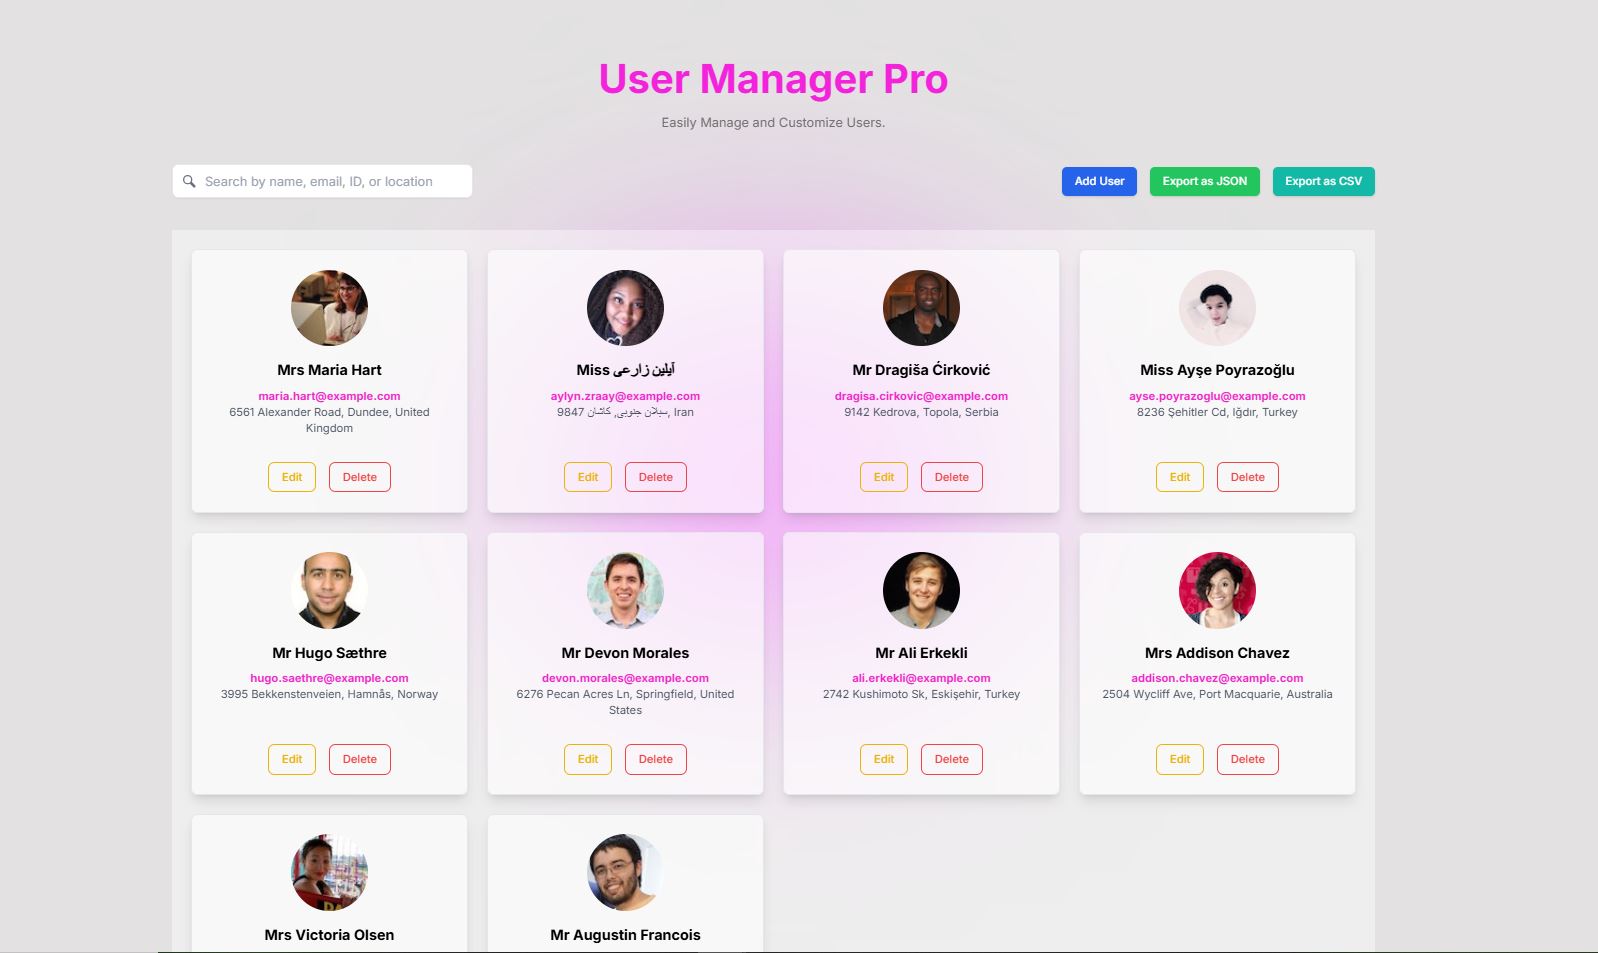 User Manager Pro
Easily Manage and Customize Users.
Search by name, email, ID, or location
Add User
Export as JSON
Export as CSV
Mrs Maria Hart
maria.hart@example.com
6561 Alexander Road, Dundee, United
Kingdom
Edit
Delete
Miss آیلین زارعی
aylyn.zraay@example.com
9847 سبلان جنوبی, کاشان, Iran
Edit
Delete
Mr Dragiša Ćirković
dragisa.cirkovic@example.com
9142 Kedrova, Topola, Serbia
Edit
Delete
Miss Ayşe Poyrazoğlu
ayse.poyrazoglu@example.com
8236 Şehitler Cd, Iğdır, Turkey
Edit
Delete
Mr Hugo Sæthre
hugo.saethre@example.com
3995 Bekkenstenveien, Hamnås, Norway
Edit
Delete
Mr Devon Morales
devon.morales@example.com
6276 Pecan Acres Ln, Springfield, United
States
Edit
Delete
Mr Ali Erkekli
ali.erkekli@example.com
2742 Kushimoto Sk, Eskişehir, Turkey
Edit
Delete
Mrs Addison Chavez
addison.chavez@example.com
2504 Wycliff Ave, Port Macquarie, Australia
Edit
Delete
Mrs Victoria Olsen
Mr Augustin Francois